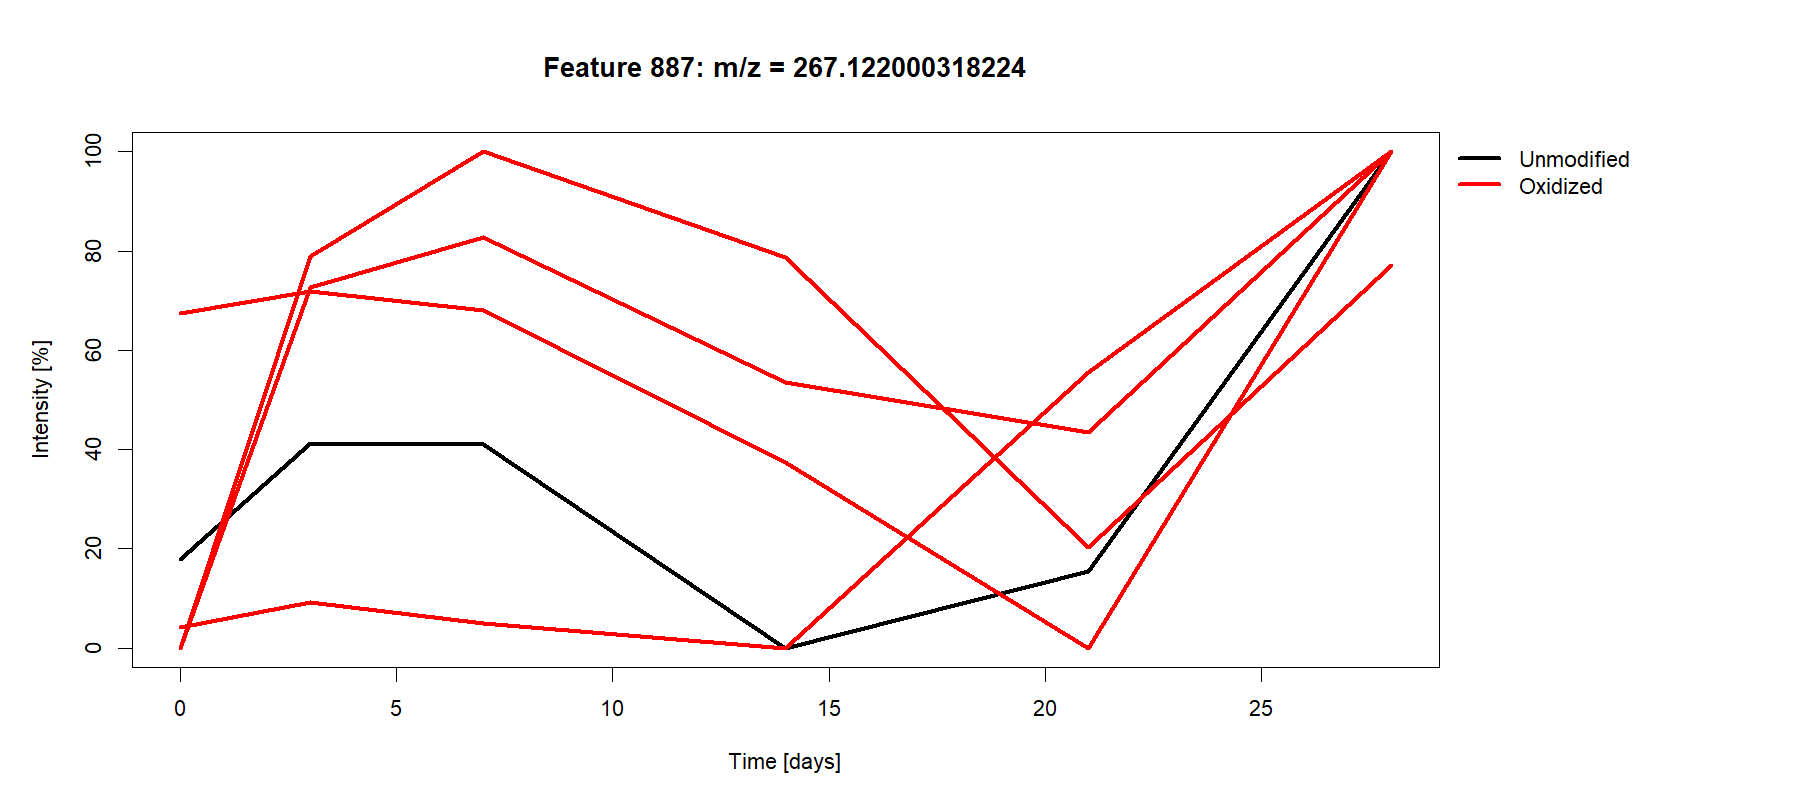 Feature 887: m/z = 267.122000318224
Unmodified
Oxidized
Intensity [%]
100
80
60
40
20
0
0 5 10 15 20 25
Time [days]